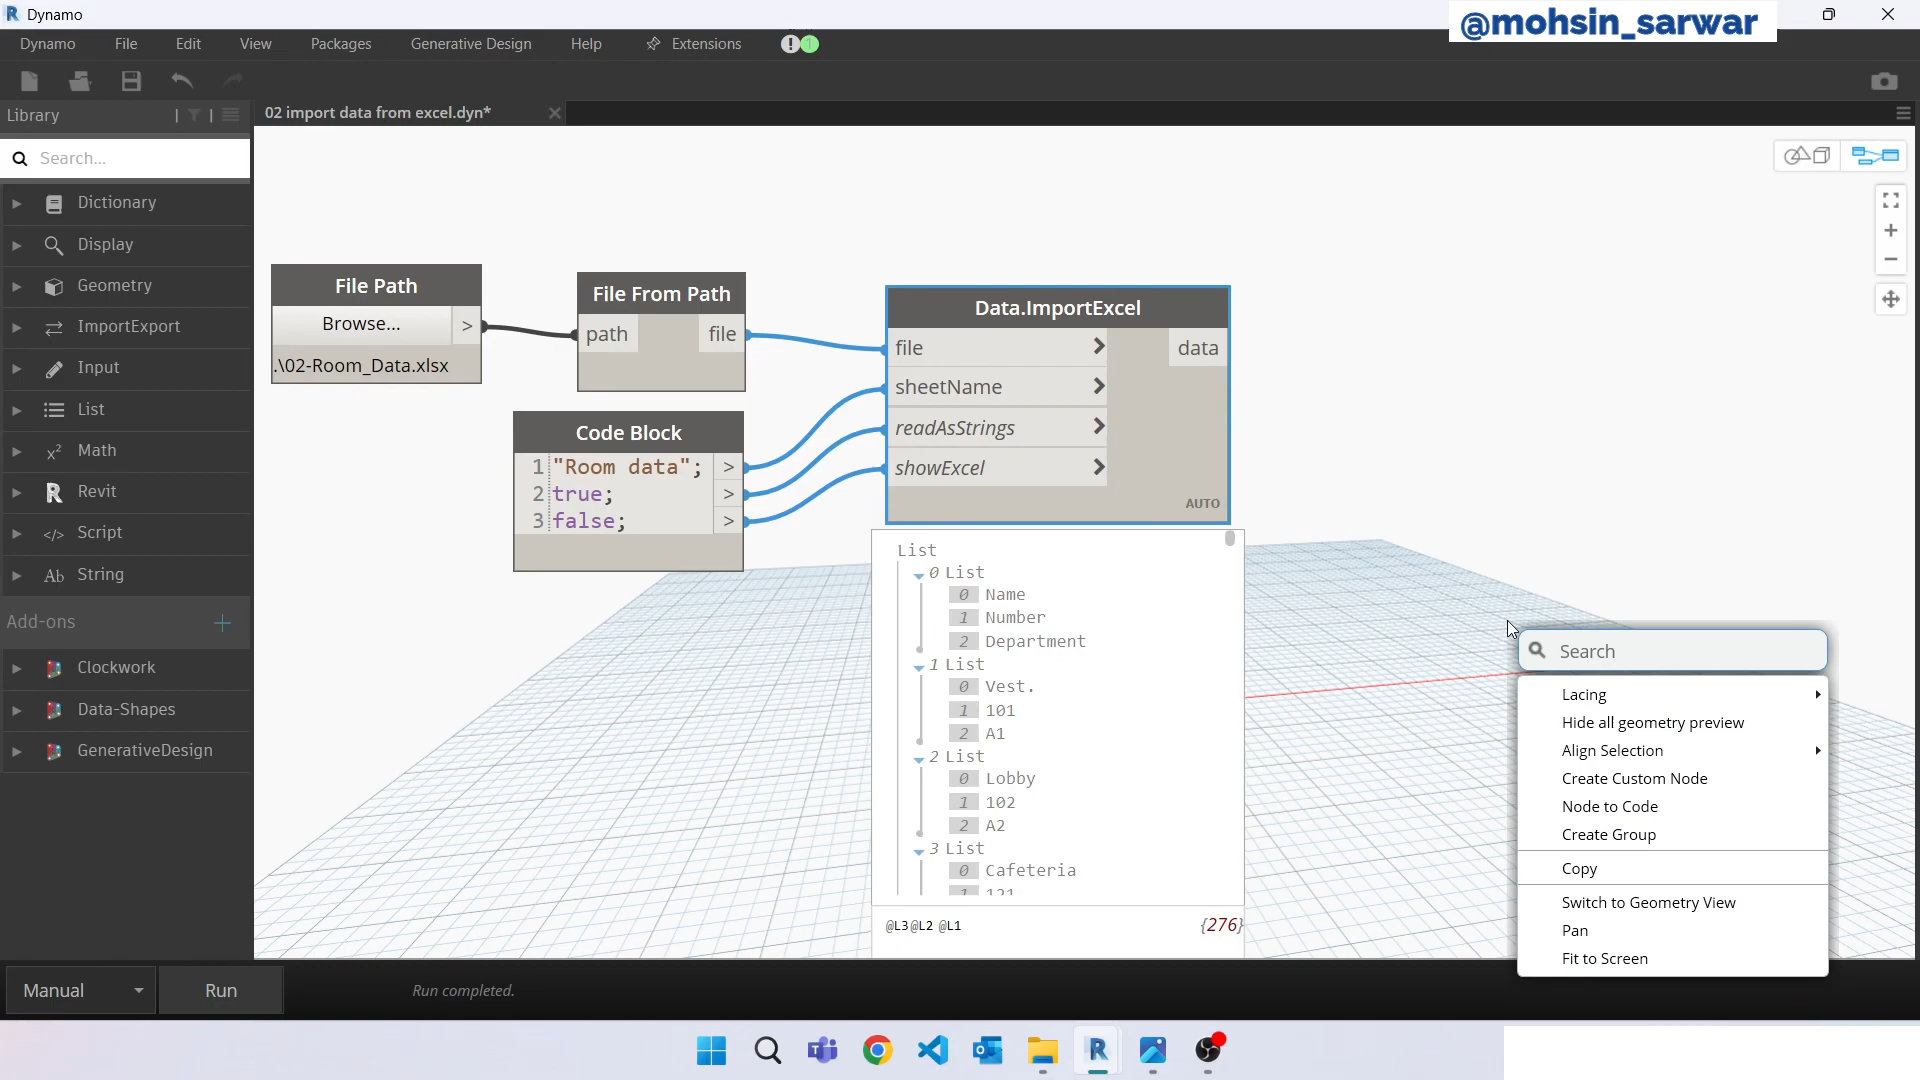 Dynamo
@mohsin_sarwar
Dynamo File Edit View Packages Generative Design Help Extensions ! 1
Library
02 import data from excel.dyn*
Search...
Dictionary
Display
Geometry
ImportExport
Input
List
Math
Revit
Script
String
Add-ons
Clockwork
Data-Shapes
GenerativeDesign
File Path
Browse... >
.\02-Room_Data.xlsx
File From Path
path file
Code Block
1 "Room data"; >
2 true; >
3 false; >
Data.ImportExcel
file data
sheetName
readAsStrings
showExcel
AUTO
List
0 List
0 Name
1 Number
2 Department
1 List
0 Vest.
1 101
2 A1
2 List
0 Lobby
1 102
2 A2
3 List
0 Cafeteria
1 121
@L3 @L2 @L1 {276}
Search
Lacing
Hide all geometry preview
Align Selection
Create Custom Node
Node to Code
Create Group
Copy
Switch to Geometry View
Pan
Fit to Screen
Manual Run Run completed.